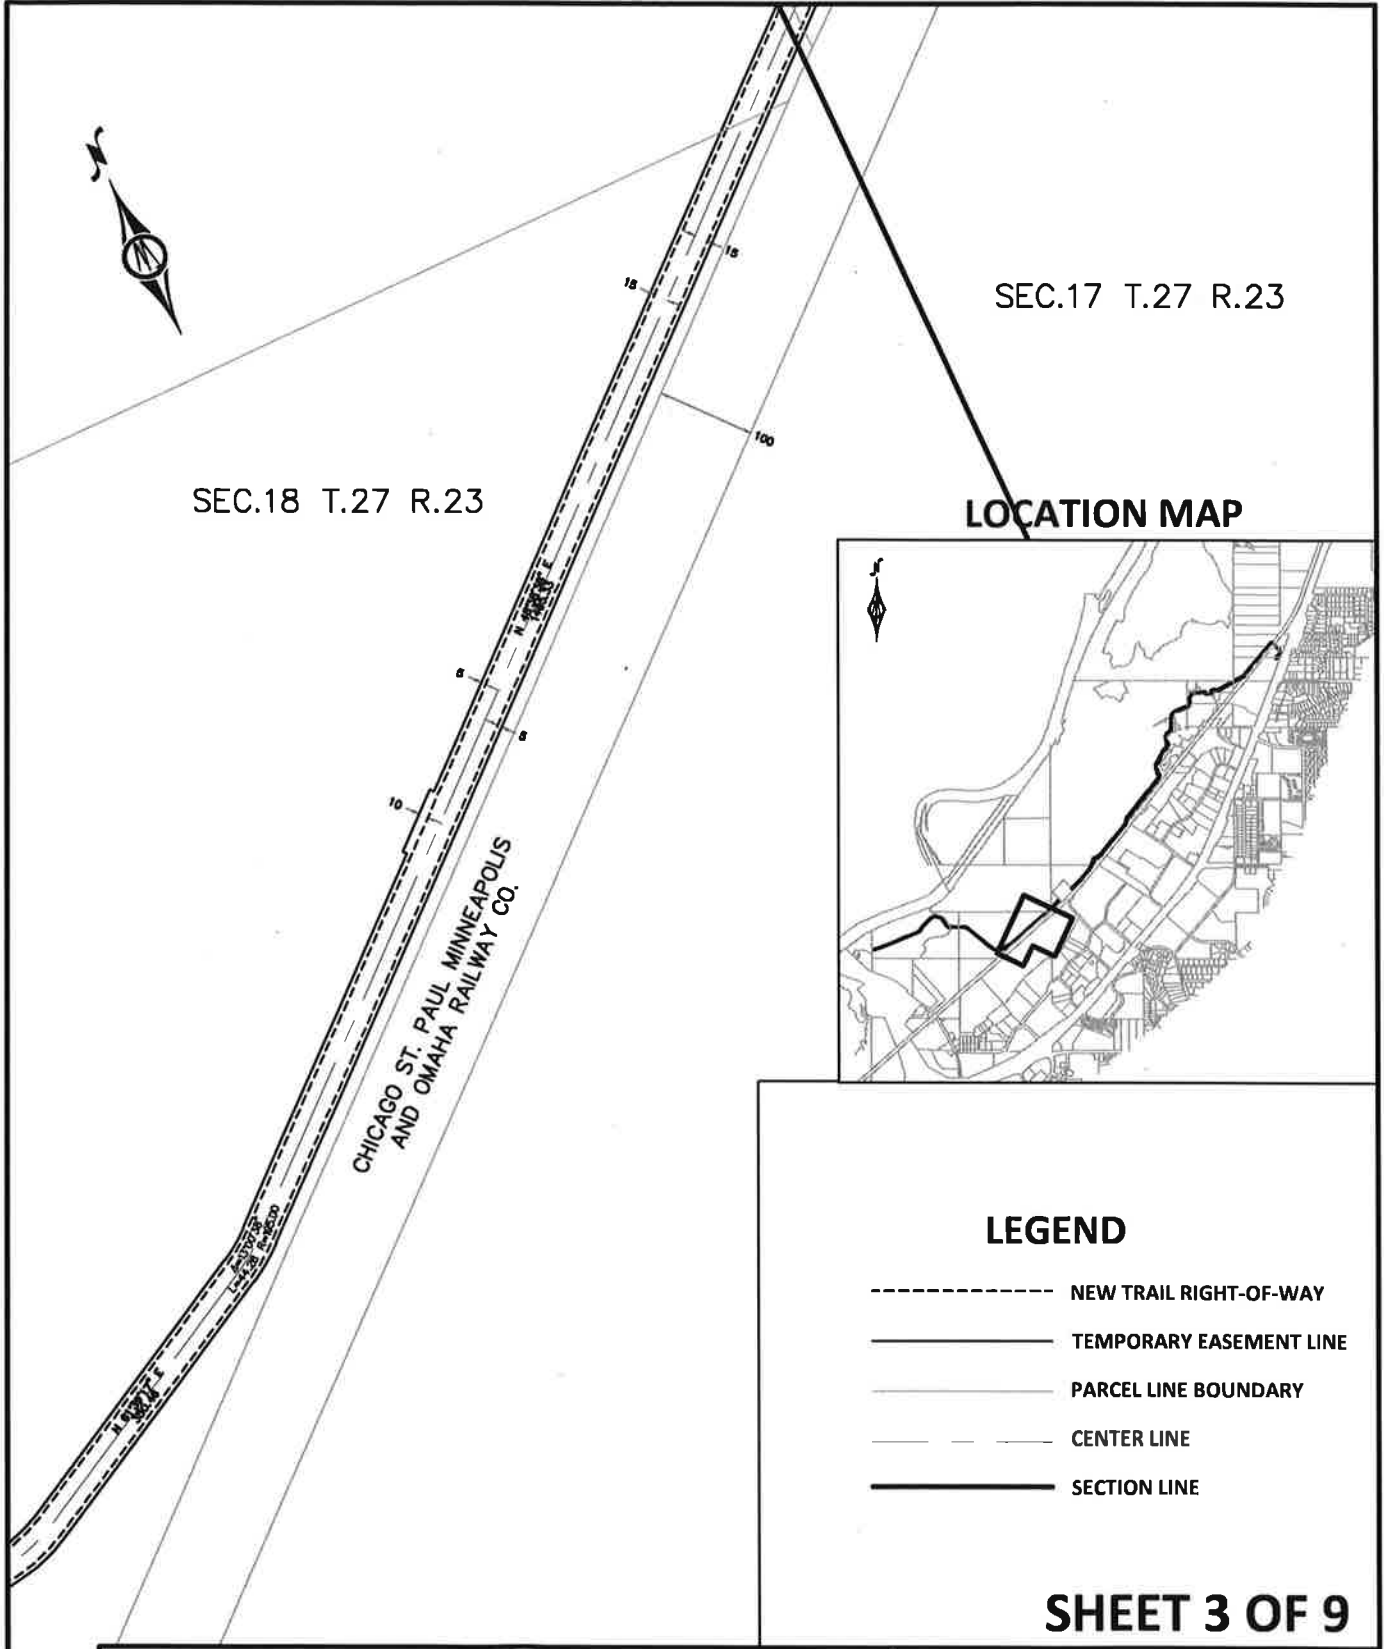 N
15
15
SEC.17 T.27 R.23
100
SEC.18 T.27 R.23
LOCATION MAP
N
5
5
10
CHICAGO ST. PAUL MINNEAPOLIS
AND OMAHA RAILWAY CO.
LEGEND
NEW TRAIL RIGHT-OF-WAY
TEMPORARY EASEMENT LINE
PARCEL LINE BOUNDARY
CENTER LINE
SECTION LINE
SHEET 3 OF 9